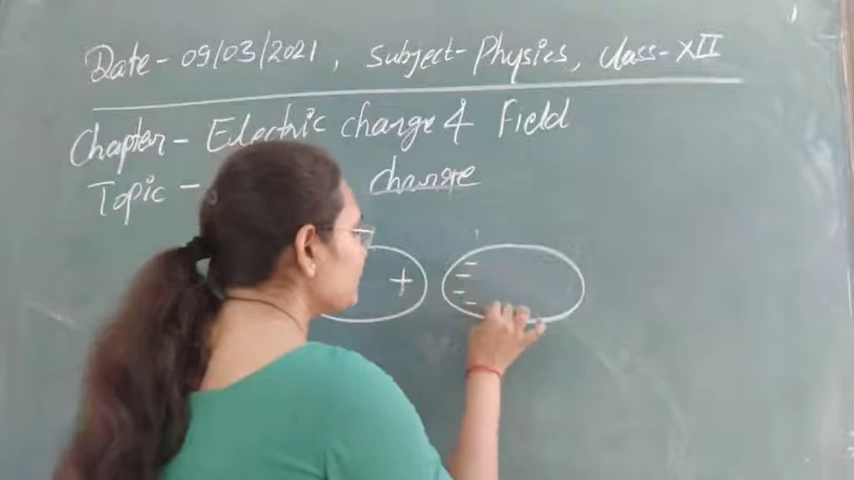 Date - 09/03/2021, Subject - Physics, Class - XII
Chapter - Electric charge & Field
Topic - charge
+
- - - -